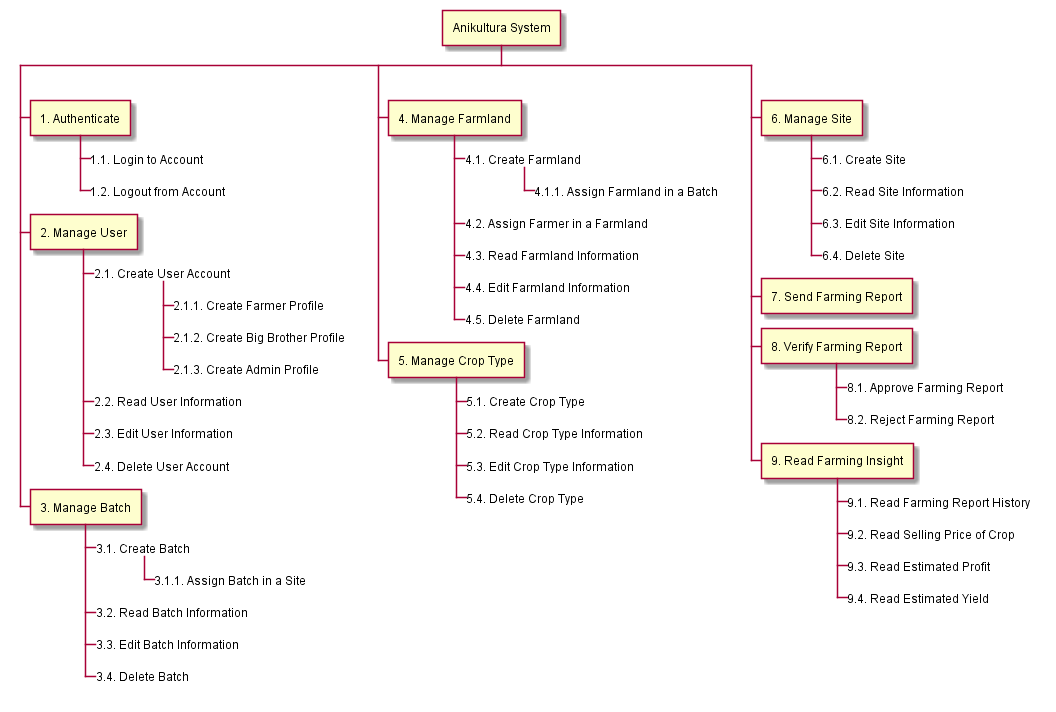 Anikultura System
1. Authenticate
1.1. Login to Account
1.2. Logout from Account
2. Manage User
2.1. Create User Account
2.1.1. Create Farmer Profile
2.1.2. Create Big Brother Profile
2.1.3. Create Admin Profile
2.2. Read User Information
2.3. Edit User Information
2.4. Delete User Account
3. Manage Batch
3.1. Create Batch
3.1.1. Assign Batch in a Site
3.2. Read Batch Information
3.3. Edit Batch Information
3.4. Delete Batch
4. Manage Farmland
4.1. Create Farmland
4.1.1. Assign Farmland in a Batch
4.2. Assign Farmer in a Farmland
4.3. Read Farmland Information
4.4. Edit Farmland Information
4.5. Delete Farmland
5. Manage Crop Type
5.1. Create Crop Type
5.2. Read Crop Type Information
5.3. Edit Crop Type Information
5.4. Delete Crop Type
6. Manage Site
6.1. Create Site
6.2. Read Site Information
6.3. Edit Site Information
6.4. Delete Site
7. Send Farming Report
8. Verify Farming Report
8.1. Approve Farming Report
8.2. Reject Farming Report
9. Read Farming Insight
9.1. Read Farming Report History
9.2. Read Selling Price of Crop
9.3. Read Estimated Profit
9.4. Read Estimated Yield